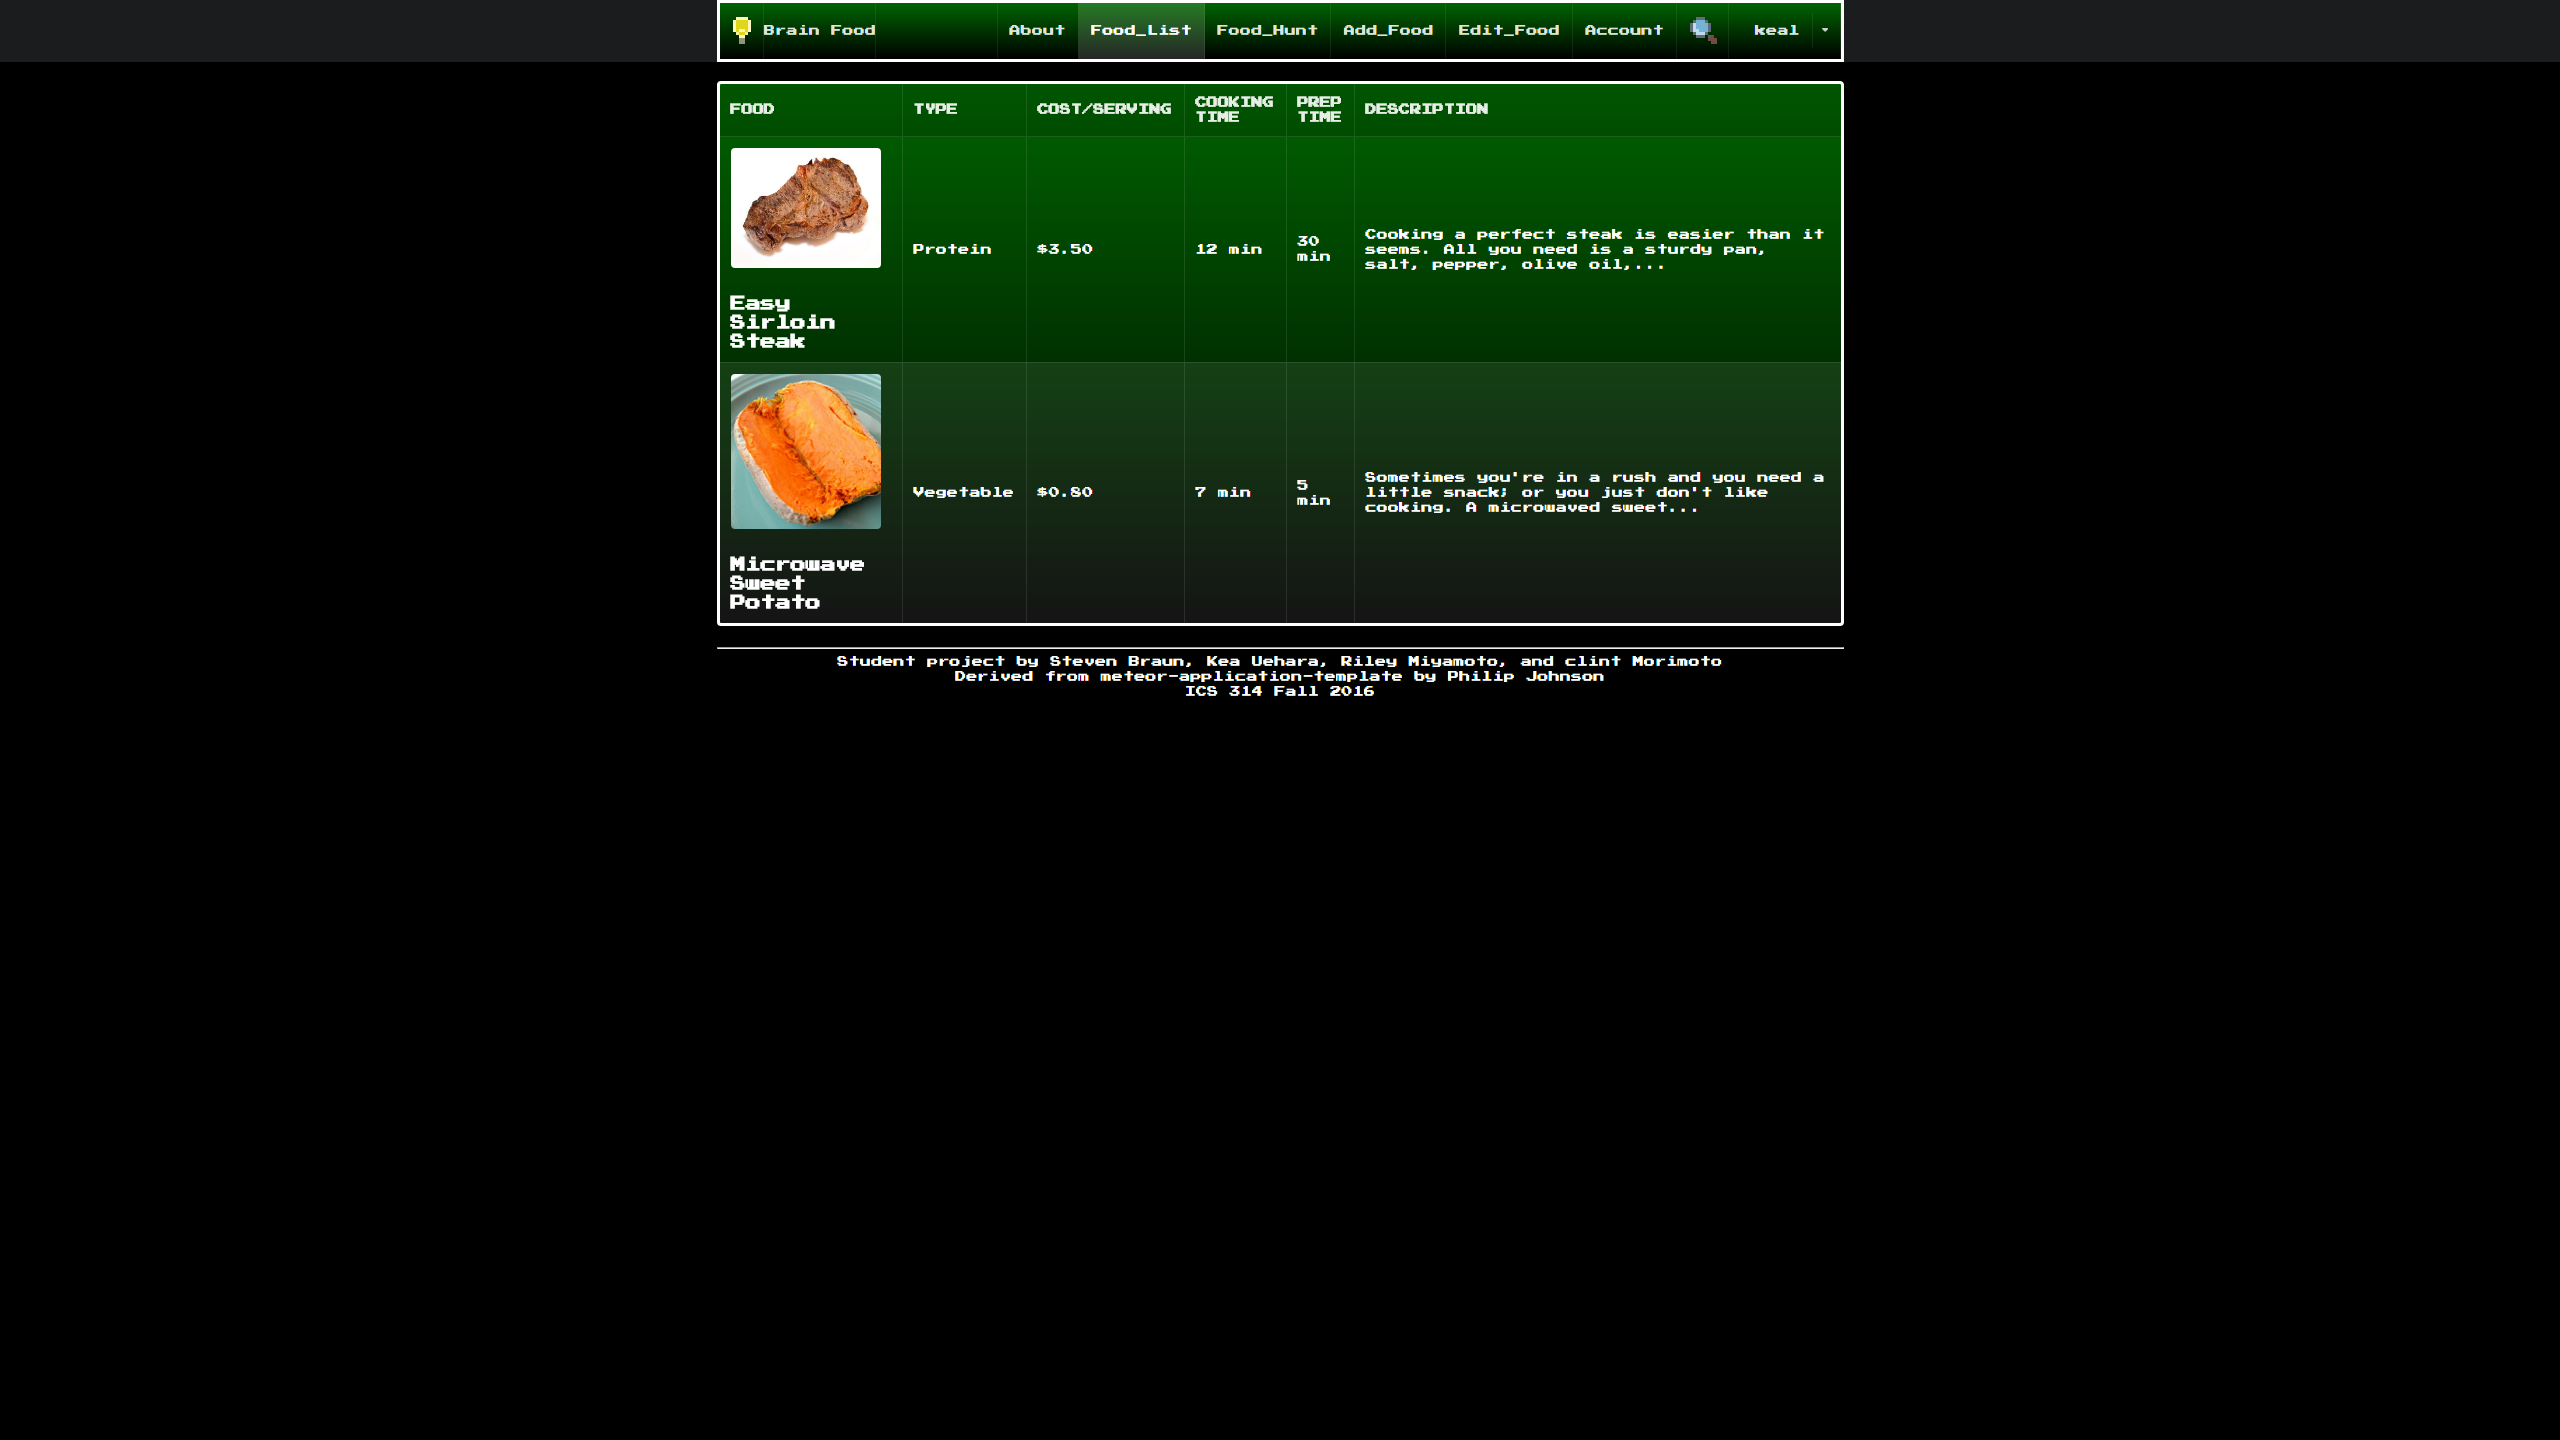 Brain Food About Food_List Food_Hunt Add_Food Edit_Food Account keal
FOOD TYPE COST/SERVING COOKING TIME PREP TIME DESCRIPTION
Protein $3.50 12 min 30 min
Cooking a perfect steak is easier than it
seems. All you need is a sturdy pan,
salt, pepper, olive oil,...
Easy
Sirloin
Steak
Vegetable $0.80 7 min 5 min
Sometimes you're in a rush and you need a
little snack; or you just don't like
cooking. A microwaved sweet...
Microwave
Sweet
Potato
Student project by Steven Braun, Kea Uehara, Riley Miyamoto, and clint Morimoto
Derived from meteor-application-template by Philip Johnson
ICS 314 Fall 2016